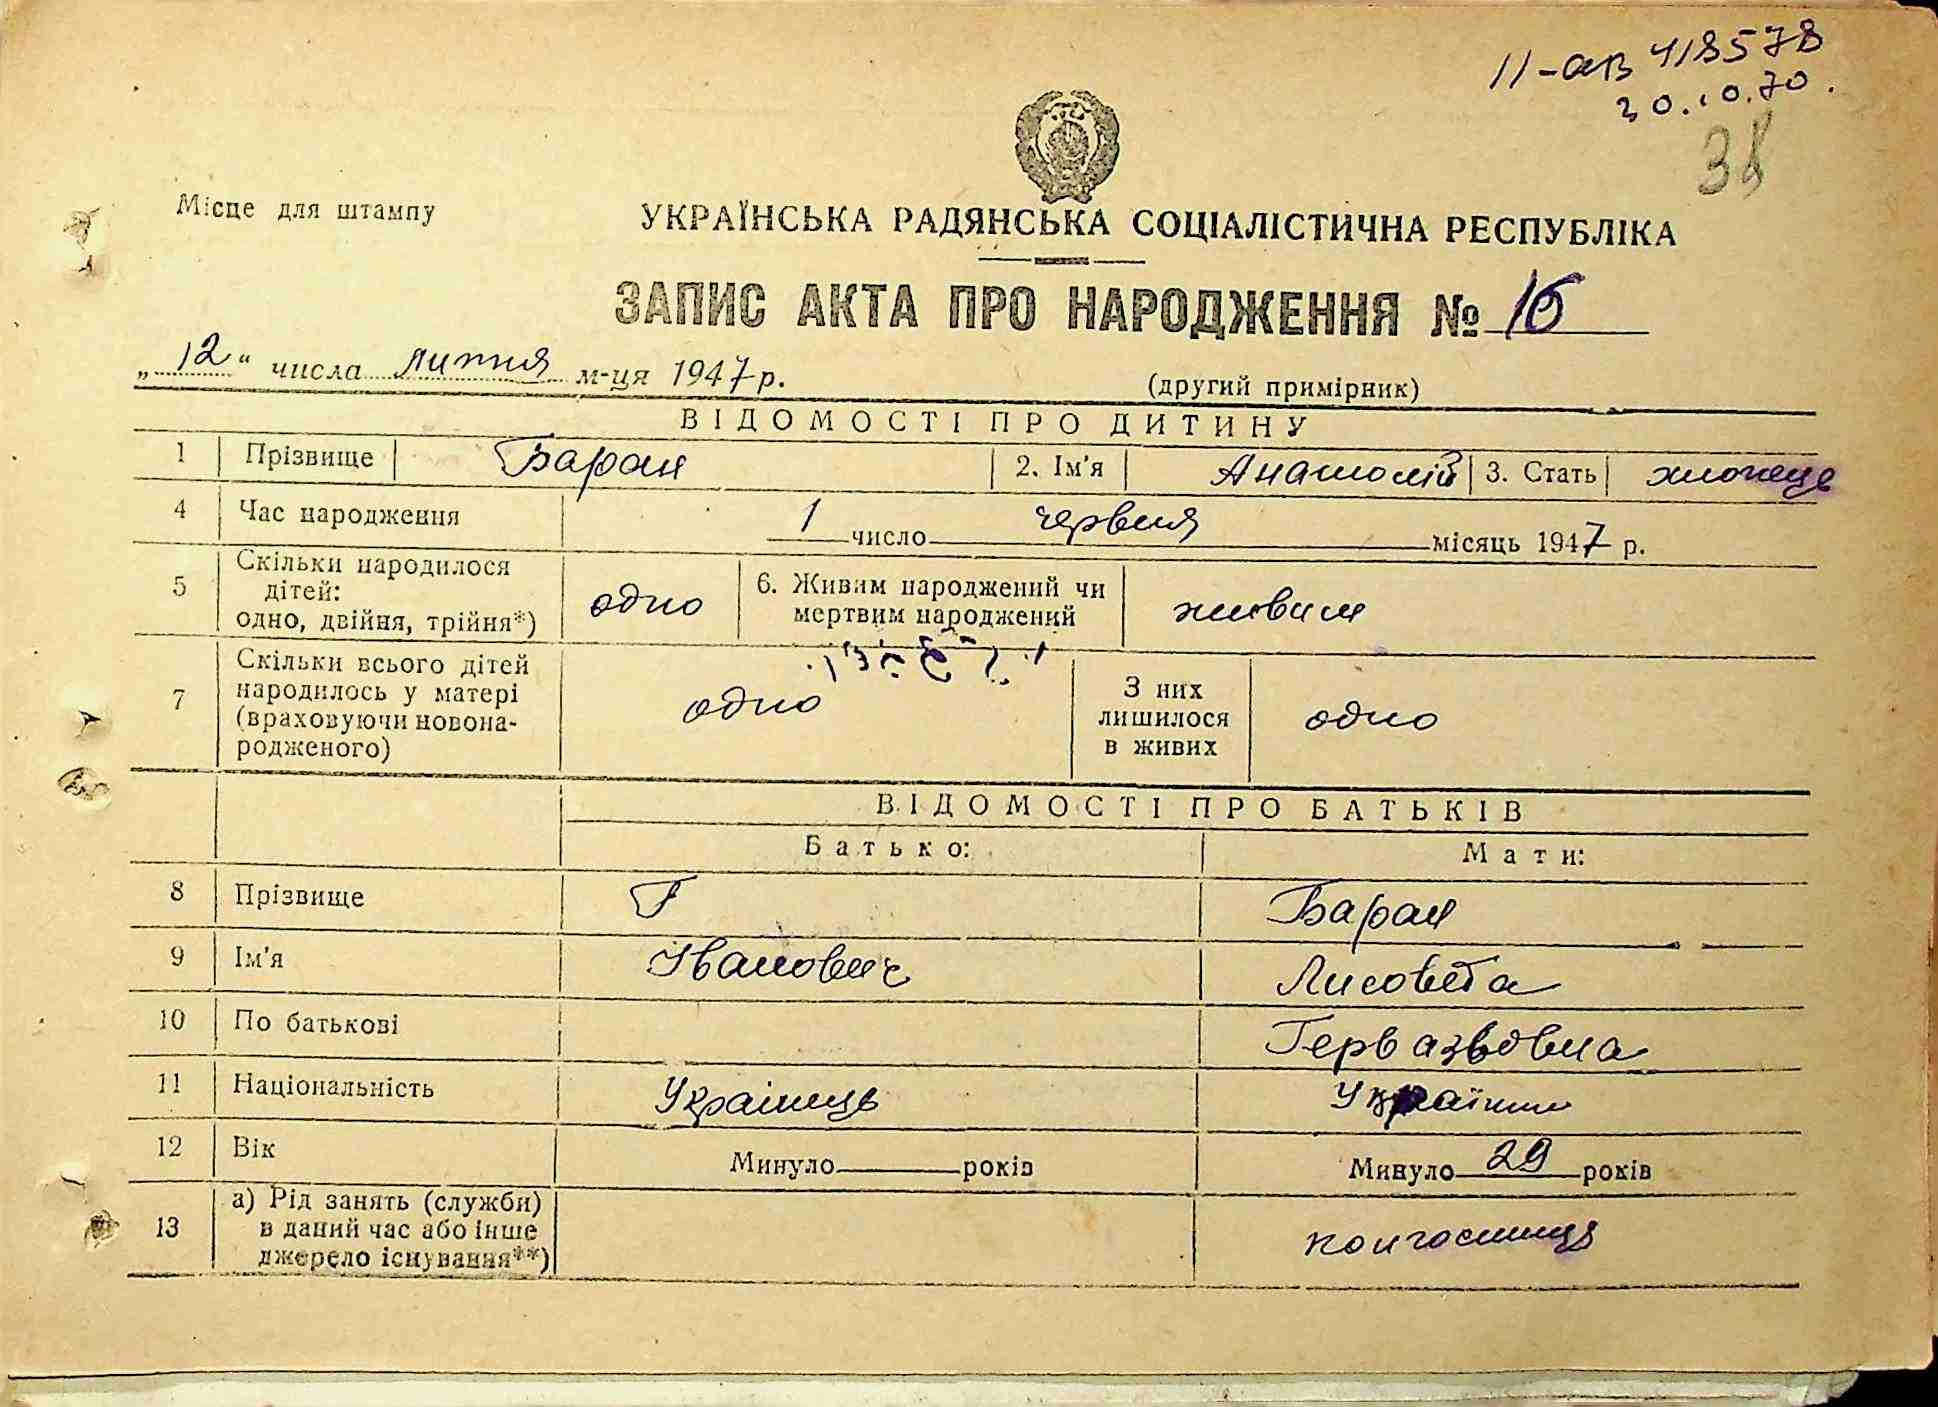 II-АВ 418578
30.10.70.
38
Місце для штампу
УКРАЇНСЬКА РАДЯНСЬКА СОЦІАЛІСТИЧНА РЕСПУБЛІКА
ЗАПИС АКТА ПРО НАРОДЖЕННЯ № 16
„12“ числа липня м-ця 1947 р.
(другий примірник)
ВІДОМОСТІ ПРО ДИТИНУ
1 Прізвище Баран 2. Ім'я Анатолій 3. Стать хлопець
4 Час народження 1 число червня місяць 1947 р.
5 Скільки народилося дітей: одно, двійня, трійня*) одно 6. Живим народжений чи мертвим народжений живим
7 Скільки всього дітей народилось у матері (враховуючи новонародженого) одно З них лишилося в живих одно
ВІДОМОСТІ ПРО БАТЬКІВ
Батько: Мати:
8 Прізвище Баран
9 Ім'я Іванович Лисовета
10 По батькові
11 Національність Украінець Україн
12 Вік Минуло років Минуло 29 років
13 а) Рід занять (служби) в даний час або інше джерело існування**) колгоспниця